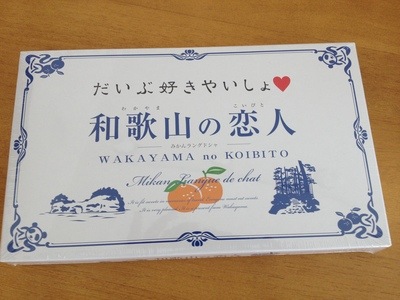 だいぶ好きやいしょ♥
わかやま こいびと
和歌山の恋人
みかんラングドシャ
WAKAYAMA no KOIBITO
Mikan Langue de chat